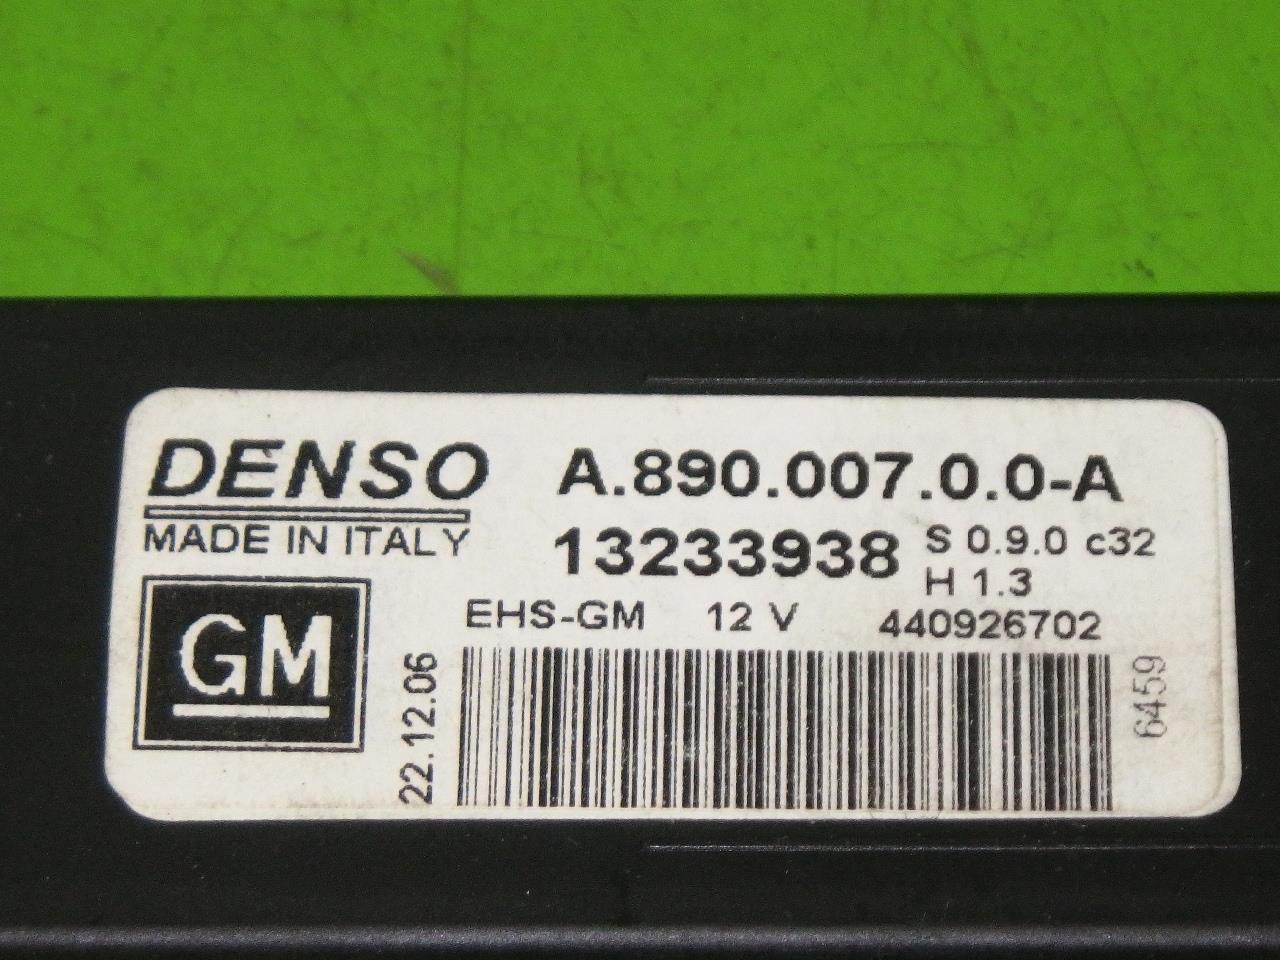 DENSO
MADE IN ITALY
GM
A.890.007.0.0-A
13233938
S 0.9.0 c32
H 1.3
EHS-GM 12 V 440926702
22.12.06
6459